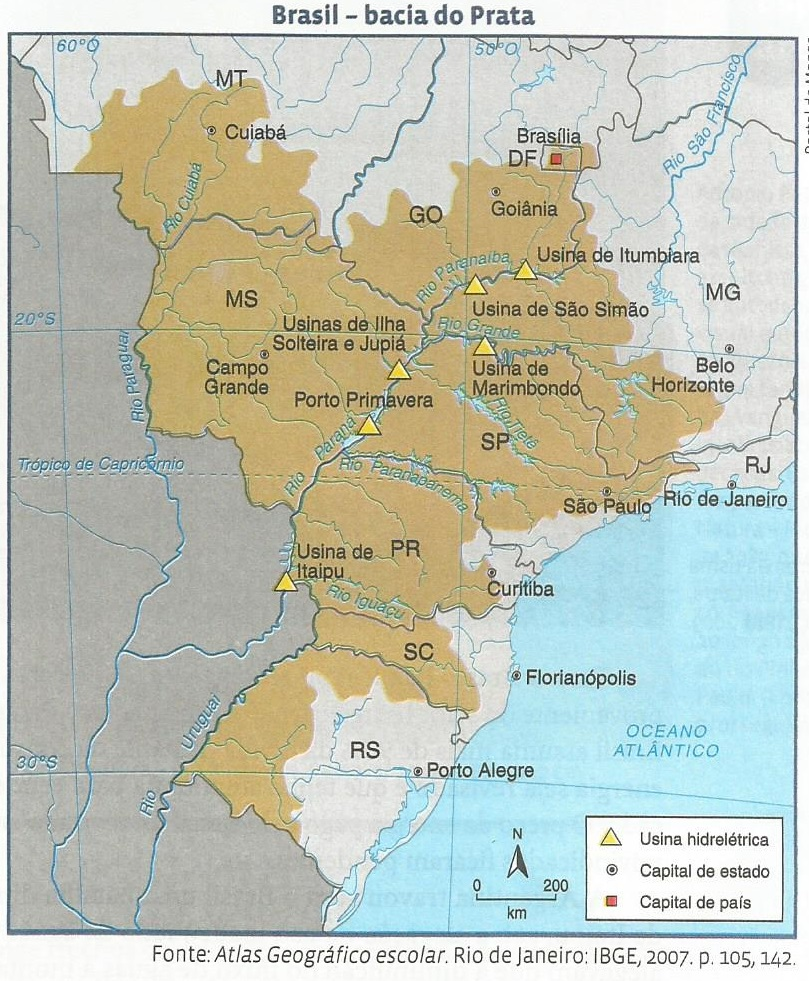 Brasil – bacia do Prata
60°O
50°O
MT
Cuiabá
Rio Cuiabá
Brasília
DF
Rio São Francisco
Goiânia
GO
Rio Paranaíba
Usina de Itumbiara
MS
Usina de São Simão
MG
20°S
Usinas de Ilha
Solteira e Jupiá
Rio Grande
Rio Paraguai
Campo
Grande
Usina de
Marimbondo
Belo
Horizonte
Porto Primavera
Rio Tietê
Rio Paraná
SP
Trópico de Capricórnio
Rio Paranapanema
RJ
São Paulo
Rio de Janeiro
PR
Usina de
Itaipu
Curitiba
Rio Iguaçu
SC
Florianópolis
Rio Uruguai
RS
OCEANO
ATLÂNTICO
30°S
Porto Alegre
N
0 200
km
Usina hidrelétrica
Capital de estado
Capital de país
Fonte: Atlas Geográfico escolar. Rio de Janeiro: IBGE, 2007. p. 105, 142.